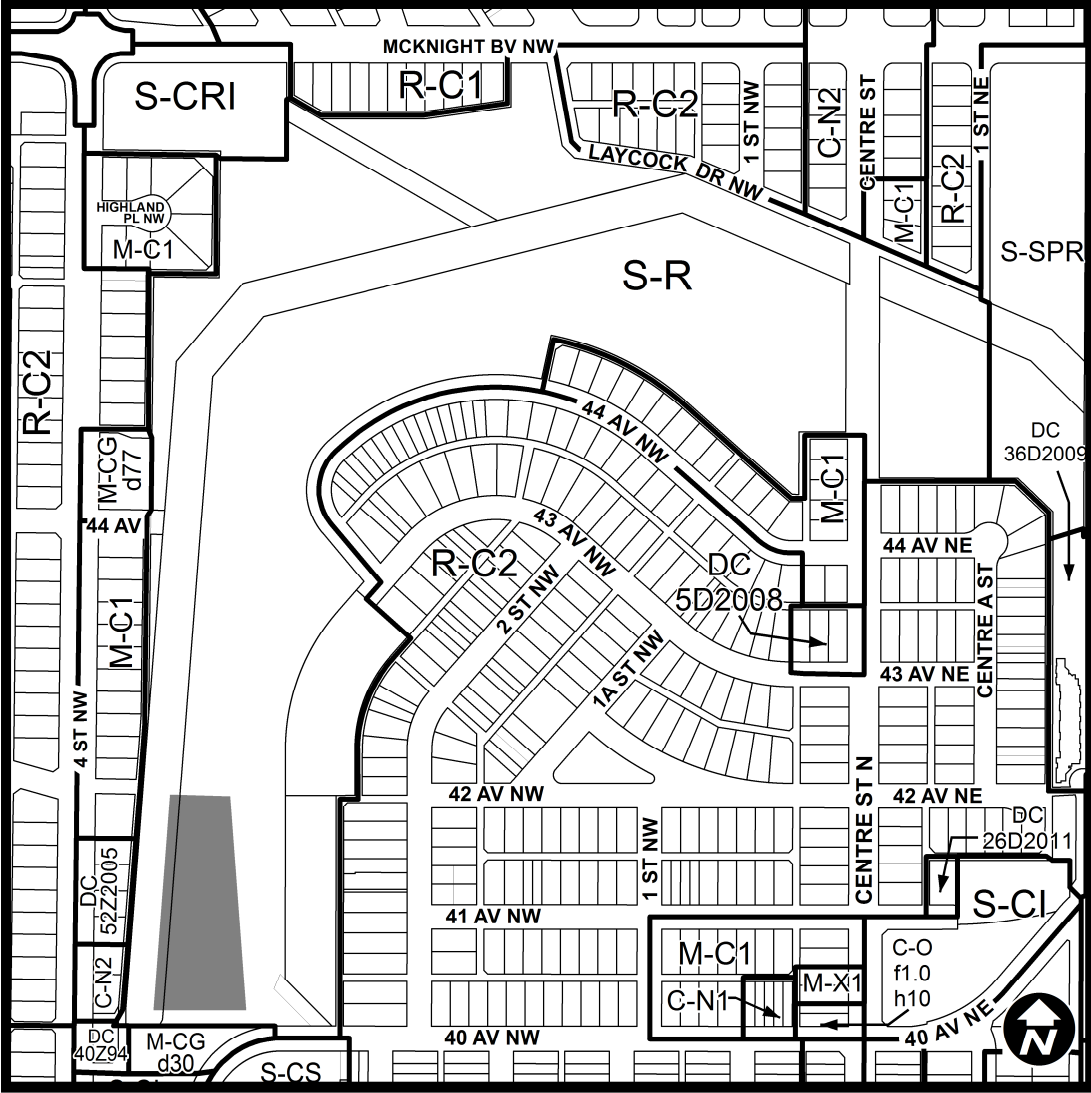 MCKNIGHT BV NW
S-CRI
R-C1
R-C2
1 ST NW
C-N2
CENTRE ST
1 ST NE
LAYCOCK DR NW
M-C1
R-C2
HIGHLAND
PL NW
M-C1
S-SPR
S-R
R-C2
44 AV NW
DC
36D2009
M-CG
d77
M-C1
44 AV
43 AV NW
44 AV NE
R-C2
DC
5D2008
2 ST NW
CENTRE A ST
M-C1
1A ST NW
43 AV NE
4 ST NW
CENTRE ST N
42 AV NW
42 AV NE
DC
26D2011
1 ST NW
DC
52Z2005
41 AV NW
S-CI
M-C1
C-O
f1.0
h10
C-N2
M-X1
C-N1
40 AV NE
DC
40Z94
M-CG
d30
40 AV NW
N
S-CS